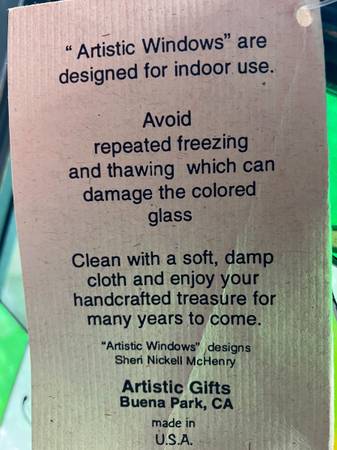 “Artistic Windows” are
designed for indoor use.
Avoid
repeated freezing
and thawing which can
damage the colored
glass
Clean with a soft, damp
cloth and enjoy your
handcrafted treasure for
many years to come.
"Artistic Windows" designs
Sheri Nickell McHenry
Artistic Gifts
Buena Park, CA
made in
U.S.A.